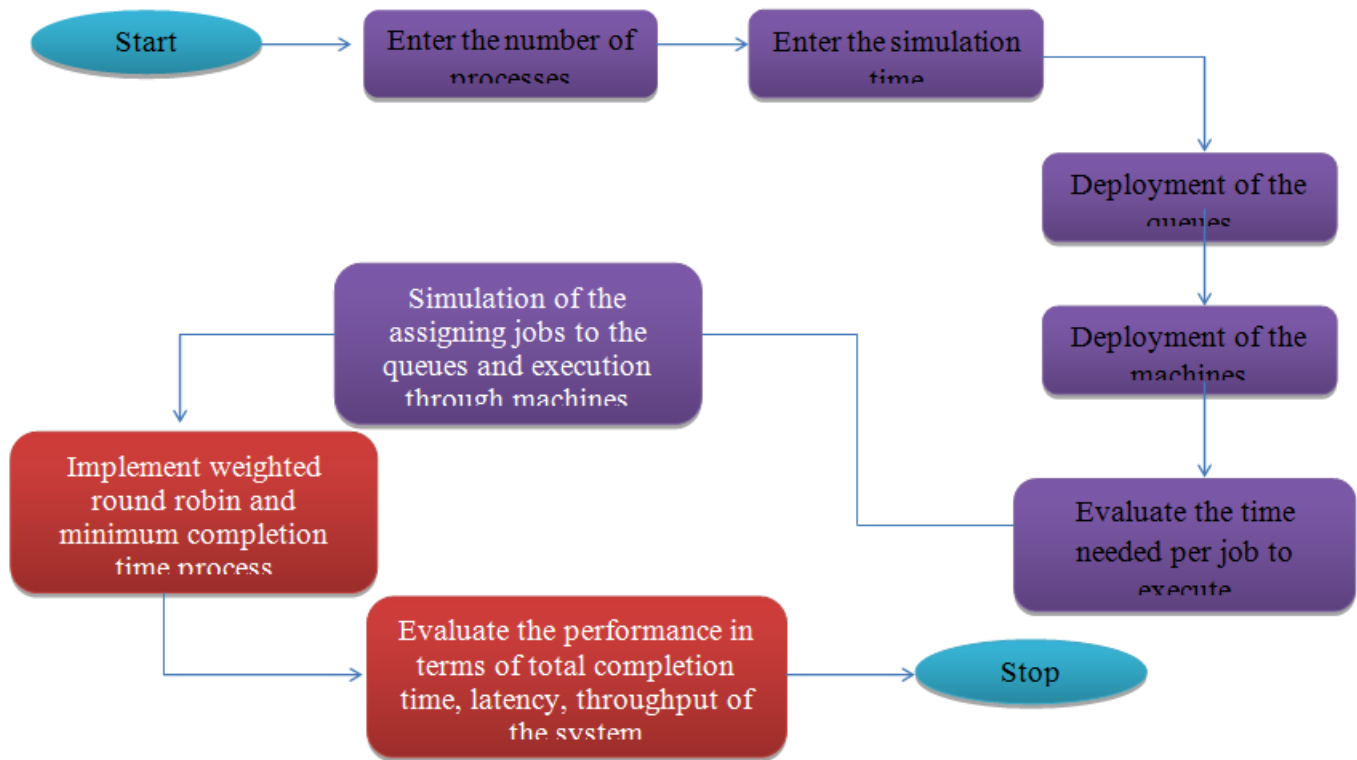 Start
Enter the number of
processes
Enter the simulation
time
Deployment of the
queues
Deployment of the
machines
Evaluate the time
needed per job to
execute
Simulation of the
assigning jobs to the
queues and execution
through machines
Implement weighted
round robin and
minimum completion
time process
Evaluate the performance in
terms of total completion
time, latency, throughput of
the system
Stop